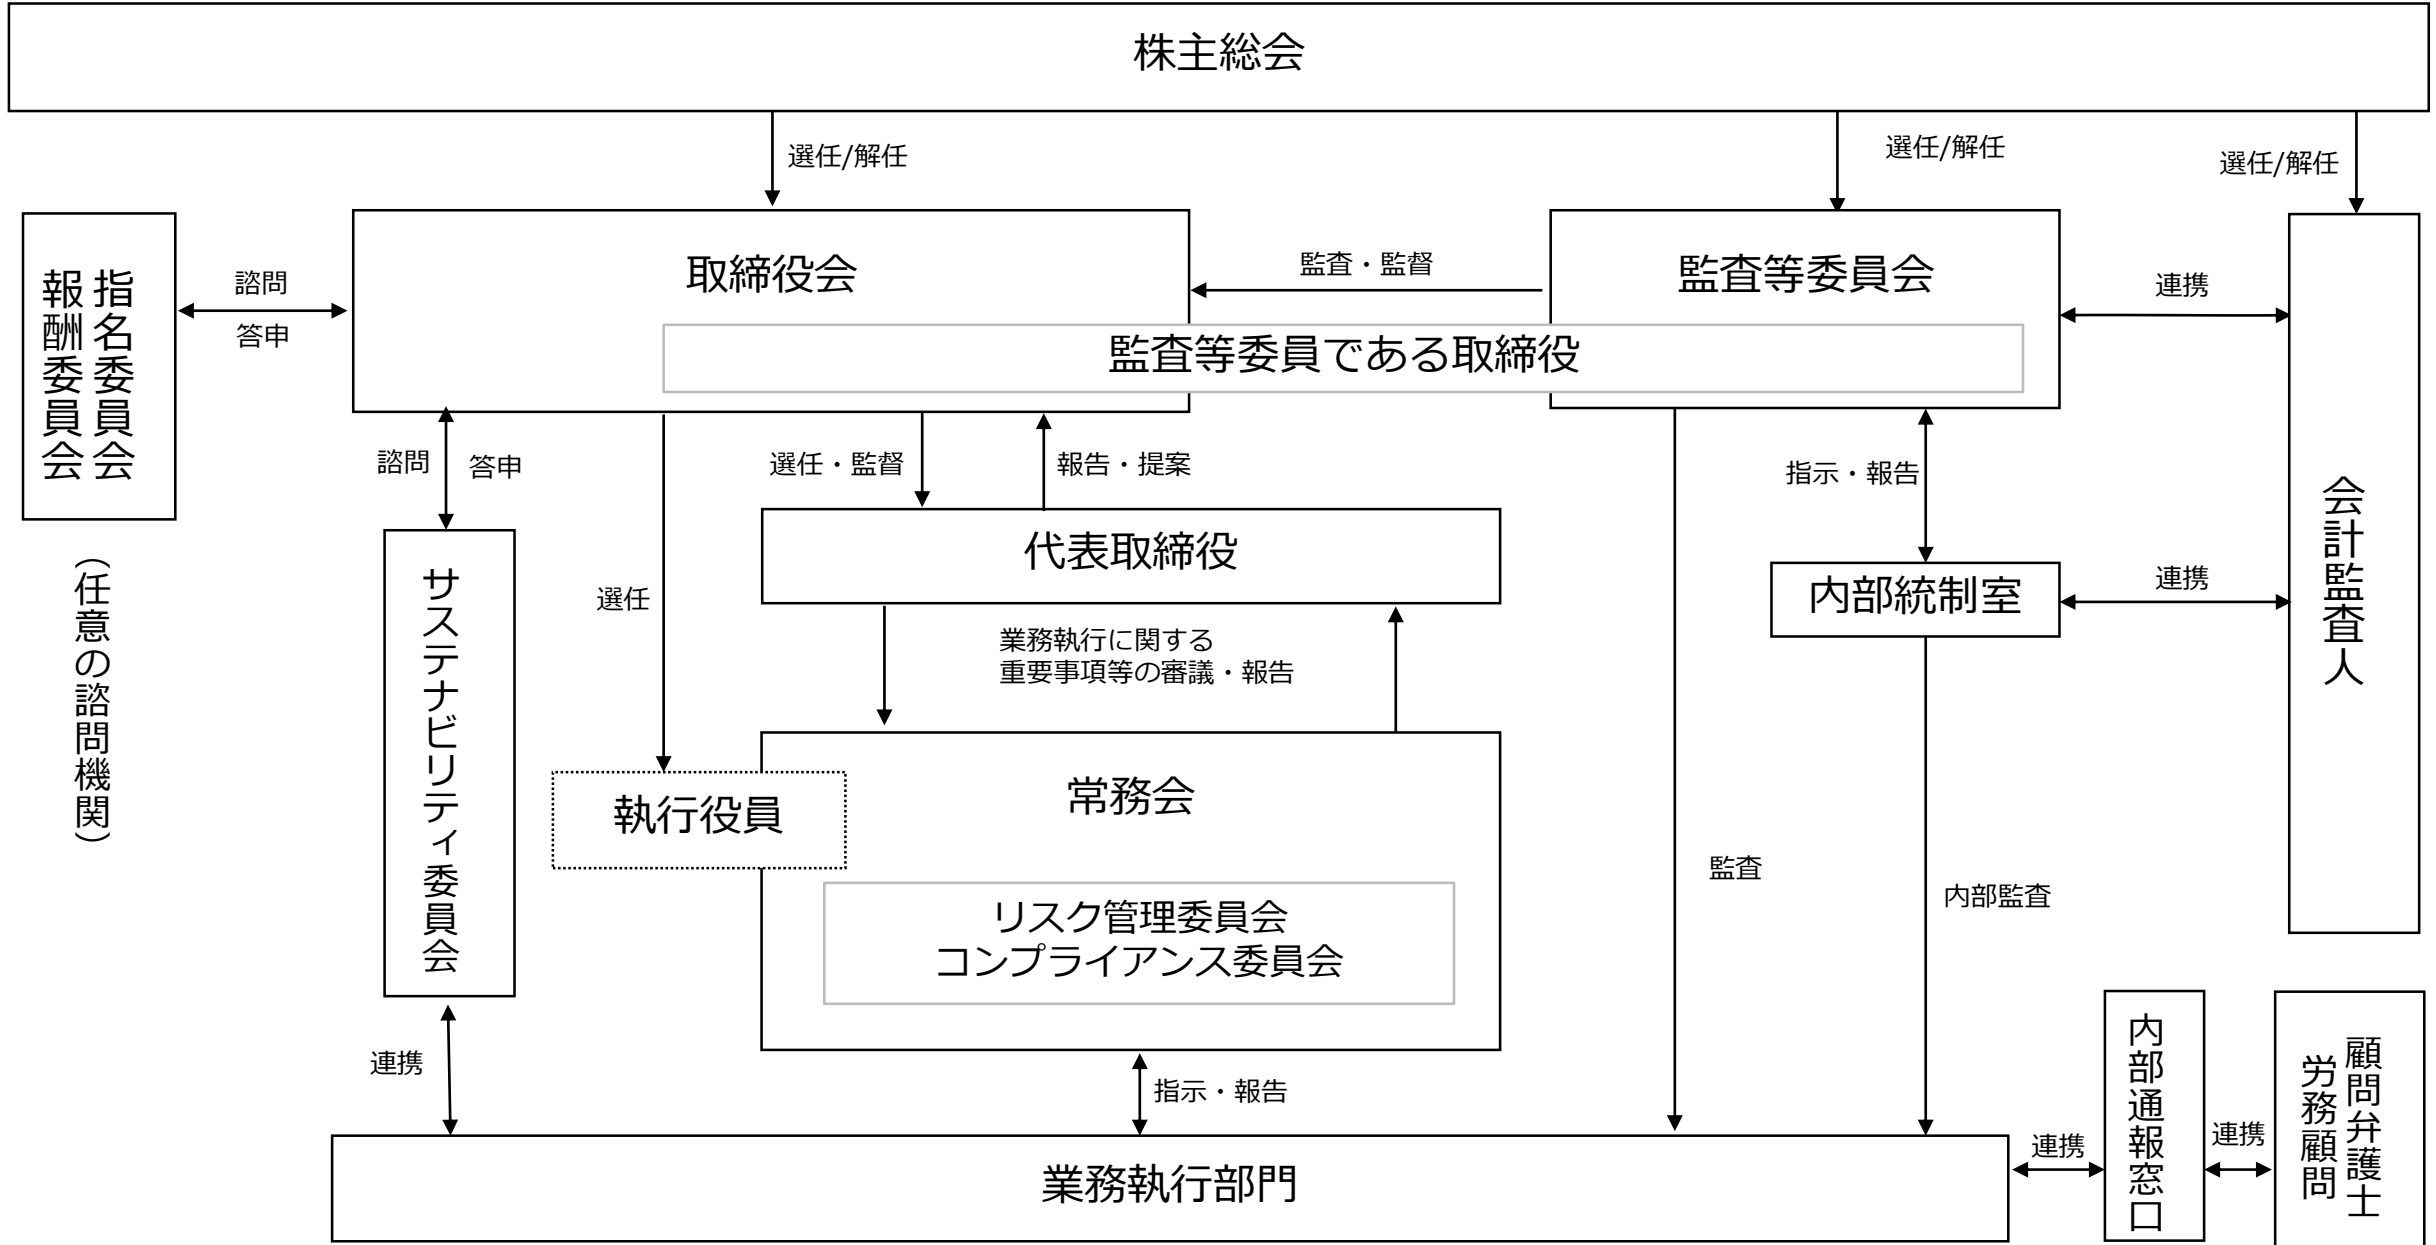 株主総会
選任/解任
選任/解任
選任/解任
指名委員会
報酬委員会
（任意の諮問機関）
諮問
答申
取締役会
監査・監督
監査等委員会
監査等委員である取締役
連携
会計監査人
諮問
答申
選任・監督
報告・提案
指示・報告
代表取締役
内部統制室
連携
選任
業務執行に関する
重要事項等の審議・報告
サステナビリティ委員会
執行役員
常務会
リスク管理委員会
コンプライアンス委員会
監査
内部監査
連携
指示・報告
業務執行部門
連携
内部通報窓口
連携
顧問弁護士
労務顧問